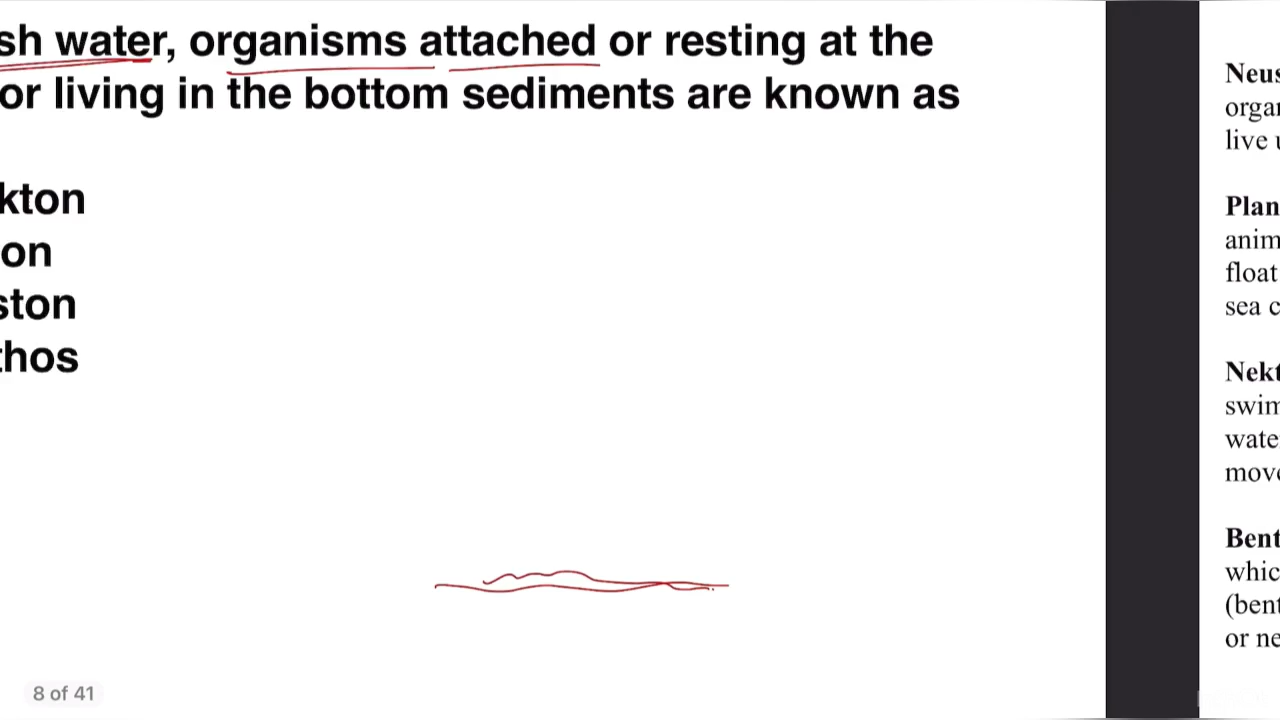 sh water, organisms attached or resting at the
or living in the bottom sediments are known as
kton
on
ston
thos
8 of 41
Neus
orga
live u
Plan
anim
float
sea c
Nekt
swim
wate
move
Bent
whic
(bent
or ne